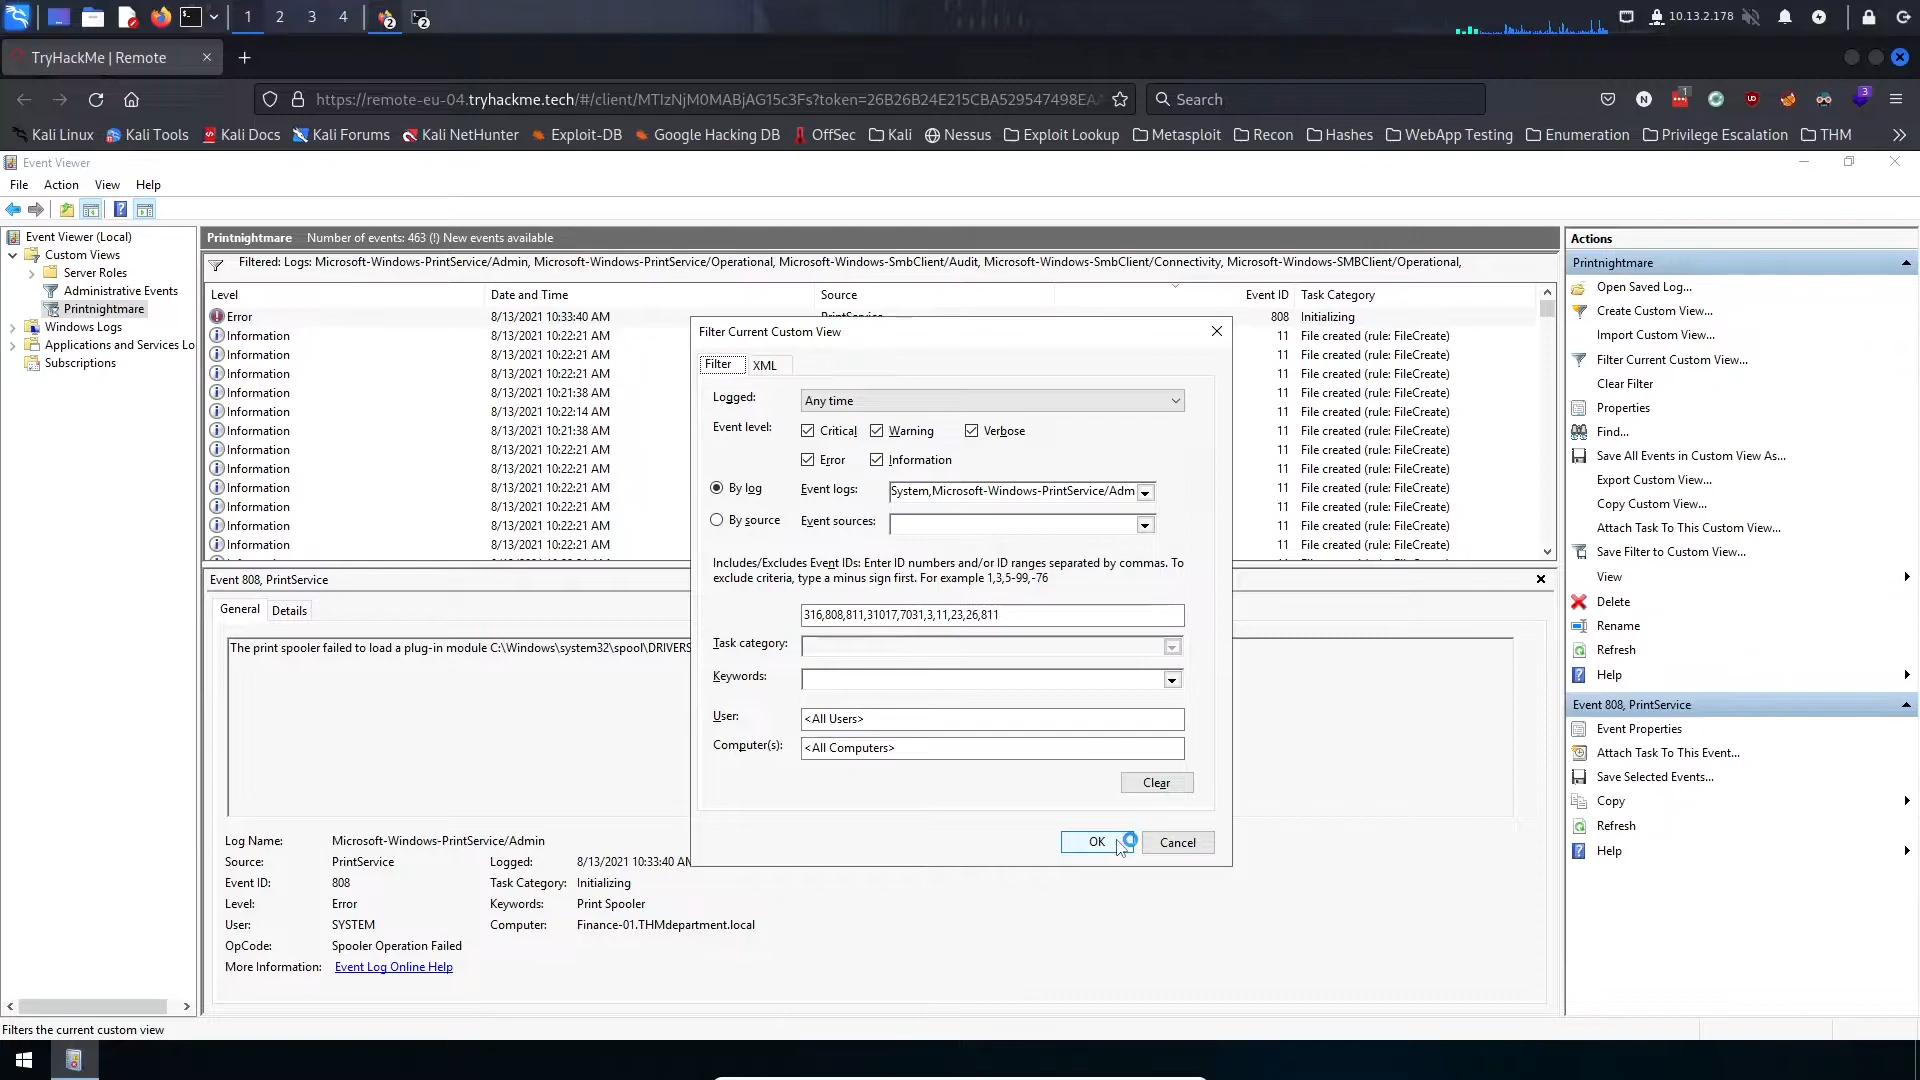 1 2 3 4 2 2 10.13.2.178
TryHackMe | Remote
https://remote-eu-04.tryhackme.tech/#/client/MTIzNjM0MABjAG15c3Fs?token=26B26B24E215CBA529547498EA
Search
1 3
Kali Linux Kali Tools Kali Docs Kali Forums Kali NetHunter Exploit-DB Google Hacking DB OffSec Kali Nessus Exploit Lookup Metasploit Recon Hashes WebApp Testing Enumeration Privilege Escalation THM
Event Viewer
File Action View Help
Event Viewer (Local)
Custom Views
Server Roles
Administrative Events
Printnightmare
Windows Logs
Applications and Services Lo
Subscriptions
Printnightmare Number of events: 463 (!) New events available
Filtered: Logs: Microsoft-Windows-PrintService/Admin, Microsoft-Windows-PrintService/Operational, Microsoft-Windows-SmbClient/Audit, Microsoft-Windows-SmbClient/Connectivity, Microsoft-Windows-SMBClient/Operational,
Level Date and Time Source Event ID Task Category
Error 8/13/2021 10:33:40 AM PrintService 808 Initializing
Information 8/13/2021 10:22:21 AM 11 File created (rule: FileCreate)
Information 8/13/2021 10:22:21 AM 11 File created (rule: FileCreate)
Information 8/13/2021 10:22:21 AM 11 File created (rule: FileCreate)
Information 8/13/2021 10:21:38 AM 11 File created (rule: FileCreate)
Information 8/13/2021 10:22:14 AM 11 File created (rule: FileCreate)
Information 8/13/2021 10:21:38 AM 11 File created (rule: FileCreate)
Information 8/13/2021 10:22:21 AM 11 File created (rule: FileCreate)
Information 8/13/2021 10:22:21 AM 11 File created (rule: FileCreate)
Information 8/13/2021 10:22:21 AM 11 File created (rule: FileCreate)
Information 8/13/2021 10:22:21 AM 11 File created (rule: FileCreate)
Information 8/13/2021 10:22:21 AM 11 File created (rule: FileCreate)
Information 8/13/2021 10:22:21 AM 11 File created (rule: FileCreate)
Event 808, PrintService
General Details
The print spooler failed to load a plug-in module C:\Windows\system32\spool\DRIVERS
Log Name: Microsoft-Windows-PrintService/Admin
Source: PrintService Logged: 8/13/2021 10:33:40 AM
Event ID: 808 Task Category: Initializing
Level: Error Keywords: Print Spooler
User: SYSTEM Computer: Finance-01.THMdepartment.local
OpCode: Spooler Operation Failed
More Information: Event Log Online Help
Filter Current Custom View
Filter XML
Logged: Any time
Event level: Critical Warning Verbose
Error Information
By log Event logs: System,Microsoft-Windows-PrintService/Adm
By source Event sources:
Includes/Excludes Event IDs: Enter ID numbers and/or ID ranges separated by commas. To
exclude criteria, type a minus sign first. For example 1,3,5-99,-76
316,808,811,31017,7031,3,11,23,26,811
Task category:
Keywords:
User: <All Users>
Computer(s): <All Computers>
Clear
OK Cancel
Actions
Printnightmare
Open Saved Log...
Create Custom View...
Import Custom View...
Filter Current Custom View...
Clear Filter
Properties
Find...
Save All Events in Custom View As...
Export Custom View...
Copy Custom View...
Attach Task To This Custom View...
Save Filter to Custom View...
View
Delete
Rename
Refresh
Help
Event 808, PrintService
Event Properties
Attach Task To This Event...
Save Selected Events...
Copy
Refresh
Help
Filters the current custom view